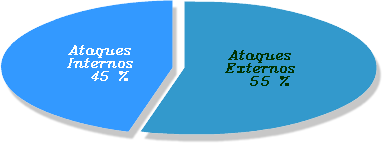 Ataques
Internos
45 %
Ataques
Externos
55 %